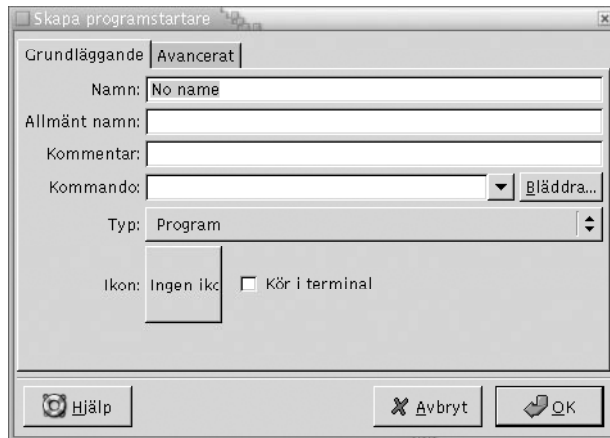 Skapa programstartare
Grundläggande Avancerat
Namn: No name
Allmänt namn:
Kommentar:
Kommando: Bläddra...
Typ: Program
Ikon: Ingen ikc Kör i terminal
Hjälp Avbryt OK